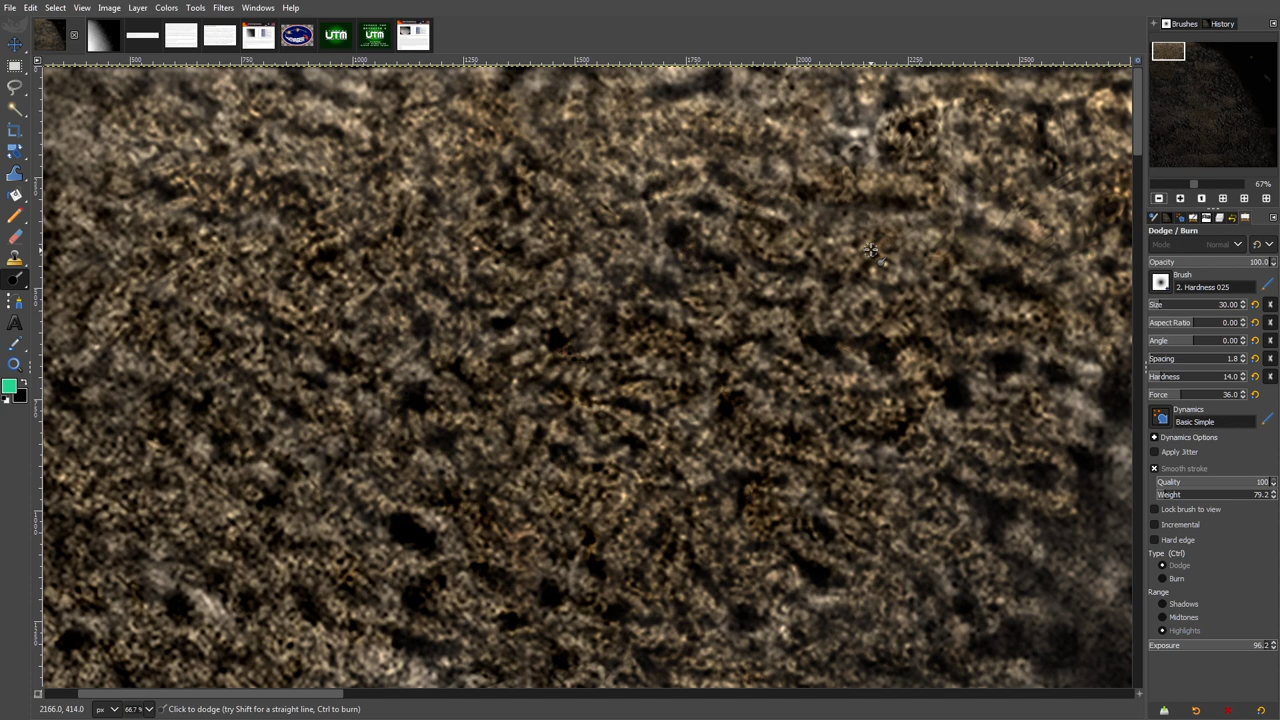 File Edit Select View Image Layer Colors Tools Filters Windows Help
UTM
UTM
Brushes
History
500 750 1000 1250 1500 1750 2000 2250 2500
67%
Dodge / Burn
Mode Normal
Opacity 100.0
Brush
2. Hardness 025
Size 30.00
Aspect Ratio 0.00
Angle 0.00
Spacing 1.8
Hardness 14.0
Force 36.0
Dynamics
Basic Simple
Dynamics Options
Apply Jitter
Smooth stroke
Quality 100
Weight 79.2
Lock brush to view
Incremental
Hard edge
Type (Ctrl)
Dodge
Burn
Range
Shadows
Midtones
Highlights
Exposure 96.2
2166.0, 414.0 px 66.7 Click to dodge (try Shift for a straight line, Ctrl to burn)